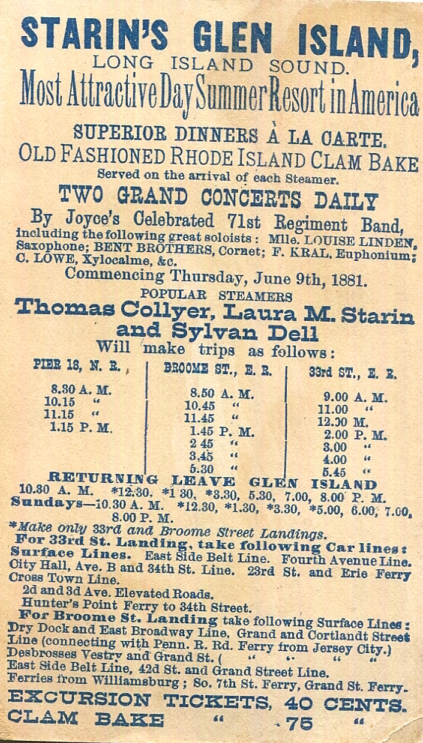 STARIN'S GLEN ISLAND,
LONG ISLAND SOUND.
Most Attractive Day Summer Resort in America
SUPERIOR DINNERS À LA CARTE.
OLD FASHIONED RHODE ISLAND CLAM BAKE
Served on the arrival of each Steamer.
TWO GRAND CONCERTS DAILY
By Joyce's Celebrated 71st Regiment Band,
Including the following great soloists: Mlle. LOUISE LINDEN,
Saxophone; BENT BROTHERS, Cornet; F. KRAL, Euphonium;
C. LOWE, Xylocalme, &c.
Commencing Thursday, June 9th, 1881.
POPULAR STEAMERS
Thomas Collyer, Laura M. Starin
and Sylvan Dell
Will make trips as follows:
PIER 18, N. R.
8.30 A. M.
10.15 "
11.15 "
1.15 P. M.
BROOME ST., E. R.
8.50 A. M.
10.45 "
11.45 "
1.45 P. M.
2 45 "
3.45 "
5.30 "
33rd ST., E. R.
9.00 A. M.
11.00 "
12.00 M.
2.00 P. M.
3.00 "
4.00 "
5.45 "
RETURNING LEAVE GLEN ISLAND
10.30 A. M. *12:30. *1 30, *3.30, 5.30, 7.00, 8.00 P. M.
Sundays—10.30 A. M. *12.30, *1.30, *3.30, *5.00, 6.00, 7.00,
8.00 P. M.
*Make only 33rd and Broome Street Landings.
For 33rd St. Landing, take following Car lines:
Surface Lines. East Side Belt Line. Fourth Avenue Line.
City Hall, Ave. B and 34th St. Line. 23rd St. and Erie Ferry
Cross Town Line.
2d and 3d Ave. Elevated Roads.
Hunter's Point Ferry to 34th Street.
For Broome St. Landing take following Surface Lines:
Dry Dock and East Broadway Line, Grand and Cortlandt Street
Line (connecting with Penn. R. Rd. Ferry from Jersey City.)
Desbrosses Vestry and Grand St. ( " " " "
East Side Belt Line, 42d St. and Grand Street Line.
Ferries from Williamsburg; So. 7th St. Ferry, Grand St. Ferry.
EXCURSION TICKETS, 40 CENTS.
CLAM BAKE " 75 "